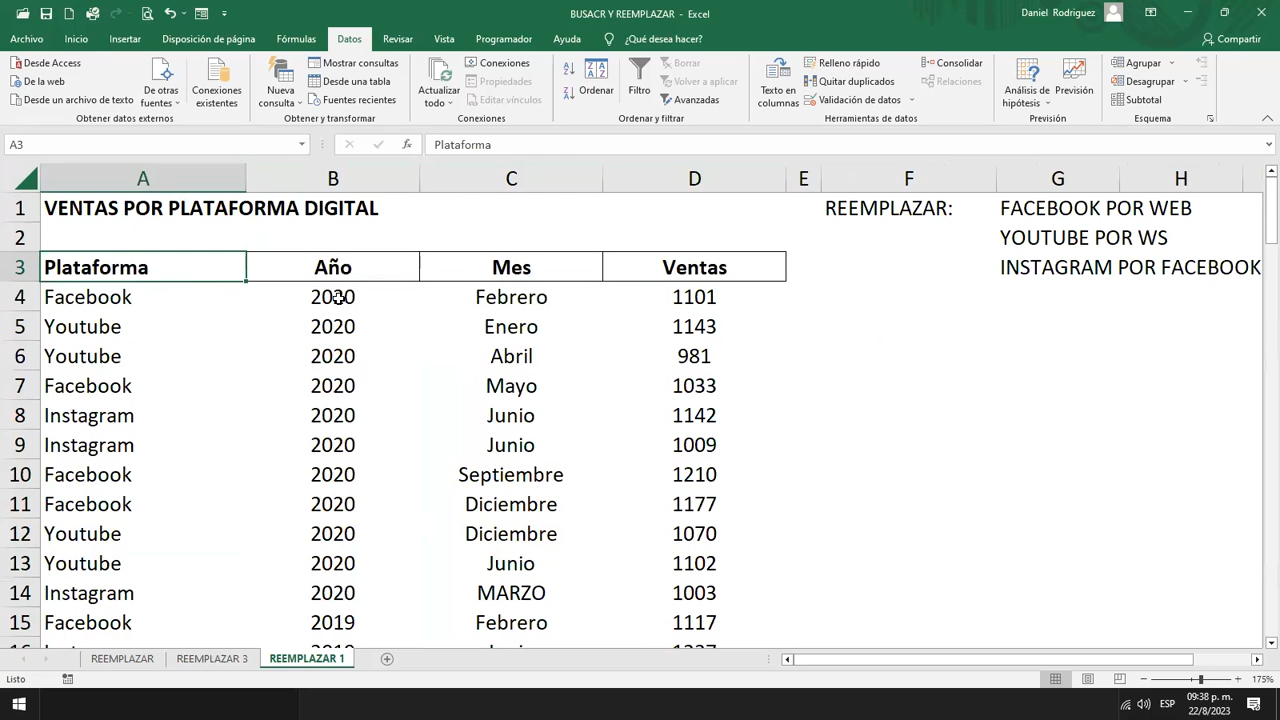 BUSACR Y REEMPLAZAR - Excel
Daniel Rodriguez
Archivo Inicio Insertar Disposición de página Fórmulas Datos Revisar Vista Programador Ayuda ¿Qué desea hacer? Compartir
Desde Access
De la web
Desde un archivo de texto
De otras fuentes
Conexiones existentes
Obtener datos externos
Nueva consulta
Mostrar consultas
Desde una tabla
Fuentes recientes
Obtener y transformar
Actualizar todo
Conexiones
Propiedades
Editar vínculos
Conexiones
Ordenar
Filtro
Borrar
Volver a aplicar
Avanzadas
Ordenar y filtrar
Texto en columnas
Relleno rápido
Quitar duplicados
Validación de datos
Consolidar
Relaciones
Herramientas de datos
Análisis de hipótesis
Previsión
Previsión
Agrupar
Desagrupar
Subtotal
Esquema
A3 fx Plataforma
A B C D E F G H
1 VENTAS POR PLATAFORMA DIGITAL REEMPLAZAR: FACEBOOK POR WEB
2 YOUTUBE POR WS
3 Plataforma Año Mes Ventas INSTAGRAM POR FACEBOOK
4 Facebook 2020 Febrero 1101
5 Youtube 2020 Enero 1143
6 Youtube 2020 Abril 981
7 Facebook 2020 Mayo 1033
8 Instagram 2020 Junio 1142
9 Instagram 2020 Junio 1009
10 Facebook 2020 Septiembre 1210
11 Facebook 2020 Diciembre 1177
12 Youtube 2020 Diciembre 1070
13 Youtube 2020 Junio 1102
14 Instagram 2020 MARZO 1003
15 Facebook 2019 Febrero 1117
REEMPLAZAR REEMPLAZAR 3 REEMPLAZAR 1
Listo 175%
ESP
09:38 p. m.
22/8/2023